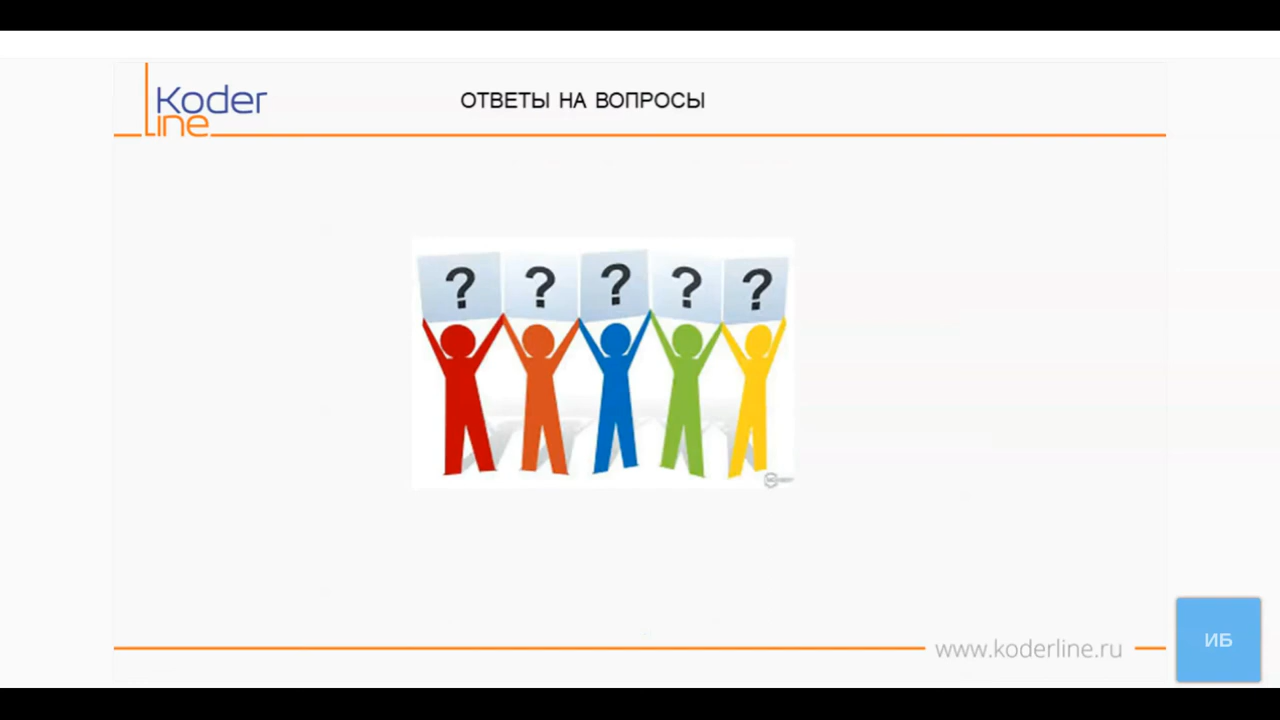 Koder
line
ОТВЕТЫ НА ВОПРОСЫ
? ? ? ? ?
www.koderline.ru
ИБ